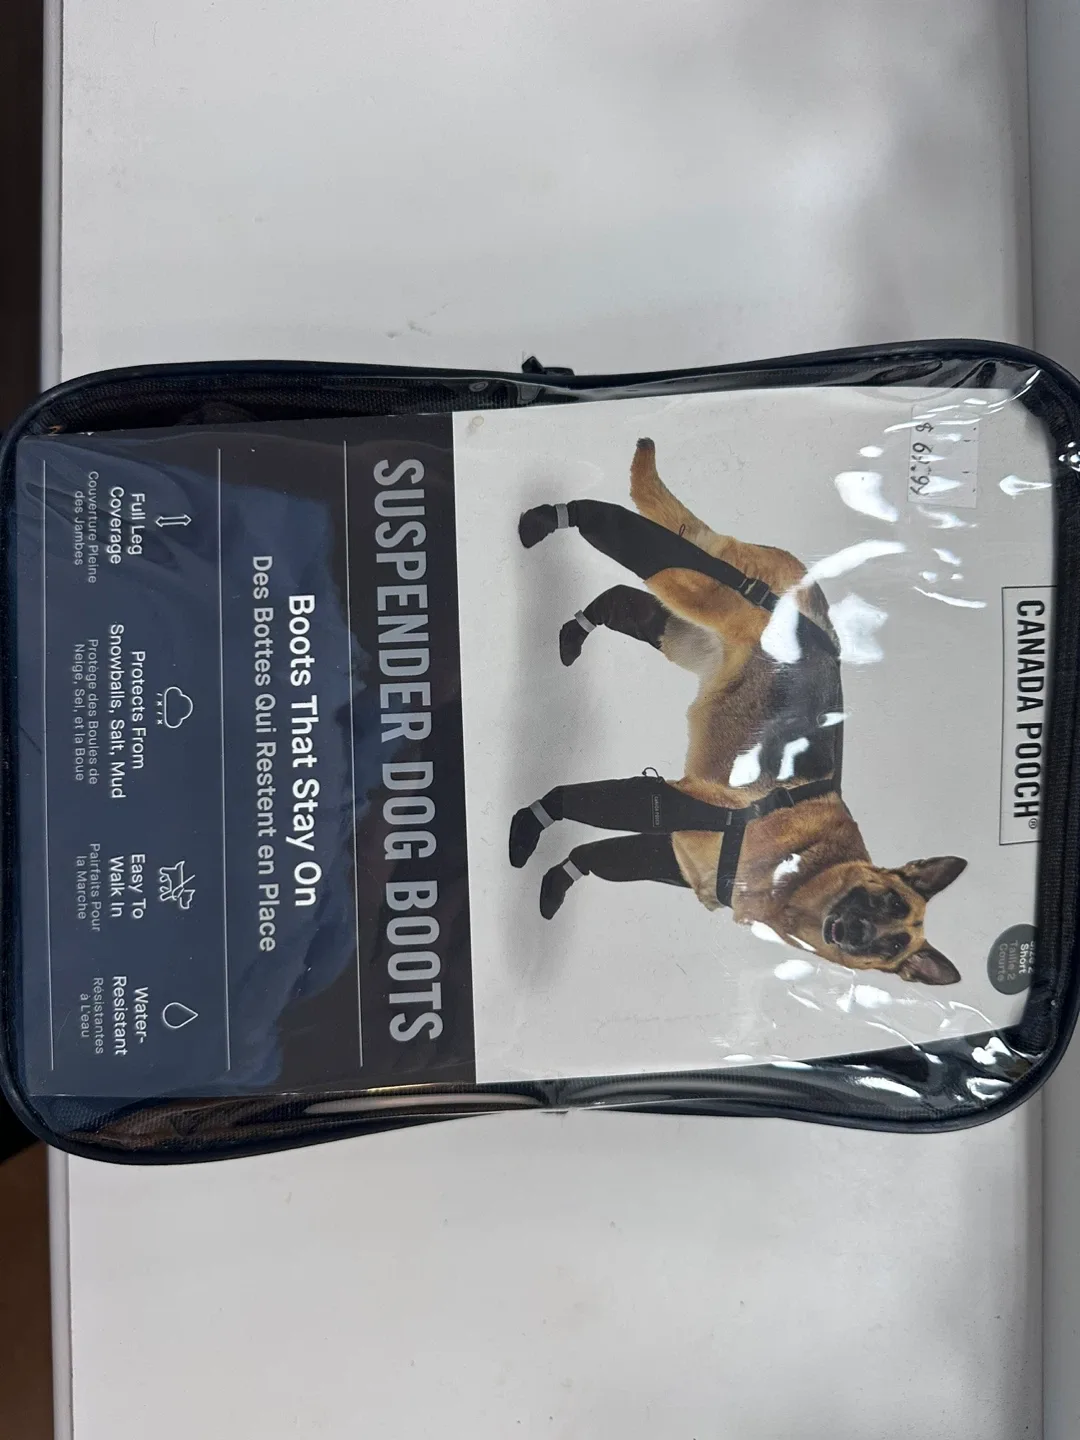 CANADA POOCH®
Short
Taille 2
Courte
SUSPENDER DOG BOOTS
Boots That Stay On
Des Bottes Qui Restent en Place
Full Leg
Coverage
Couverture Pleine
des Jambes
Protects From
Snowballs, Salt, Mud
Protège des Boules de
Neige, Sel, et la Boue
Easy To
Walk In
Pairfaits Pour
la Marche
Water-
Resistant
Résistantes
à L'eau